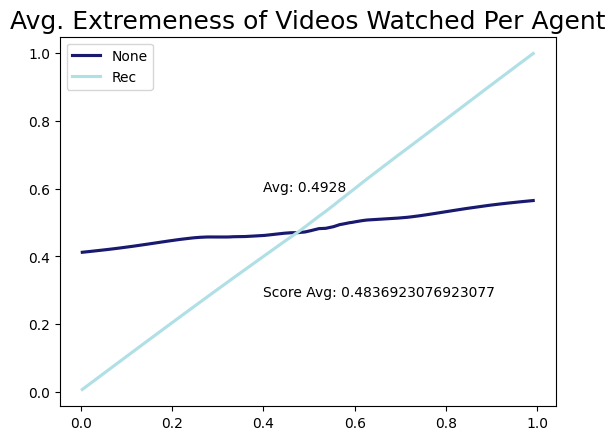 Avg. Extremeness of Videos Watched Per Agent
None
Rec
1.0
0.8
0.6
0.4
0.2
0.0
Avg: 0.4928
Score Avg: 0.4836923076923077
0.0 0.2 0.4 0.6 0.8 1.0